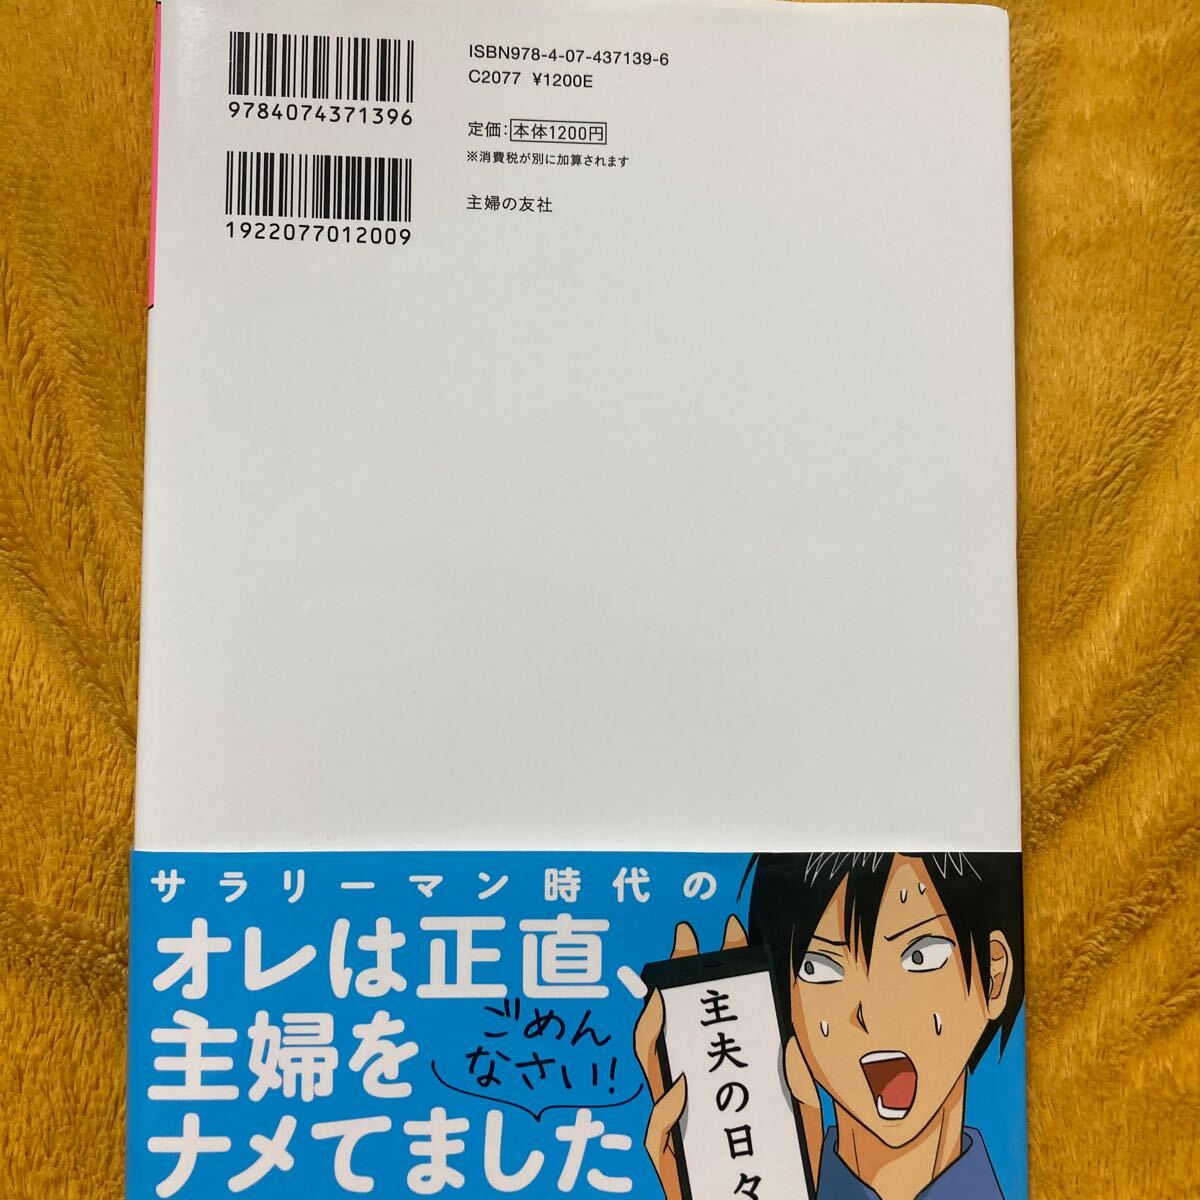 ISBN978-4-07-437139-6
C2077 ¥1200E
9784074371396
定価：本体1200円
※消費税が別に加算されます
1922077012009
主婦の友社
サラリーマン時代の
オレは正直、
主婦を
ナメてました
ごめん
なさい!
主夫の日々